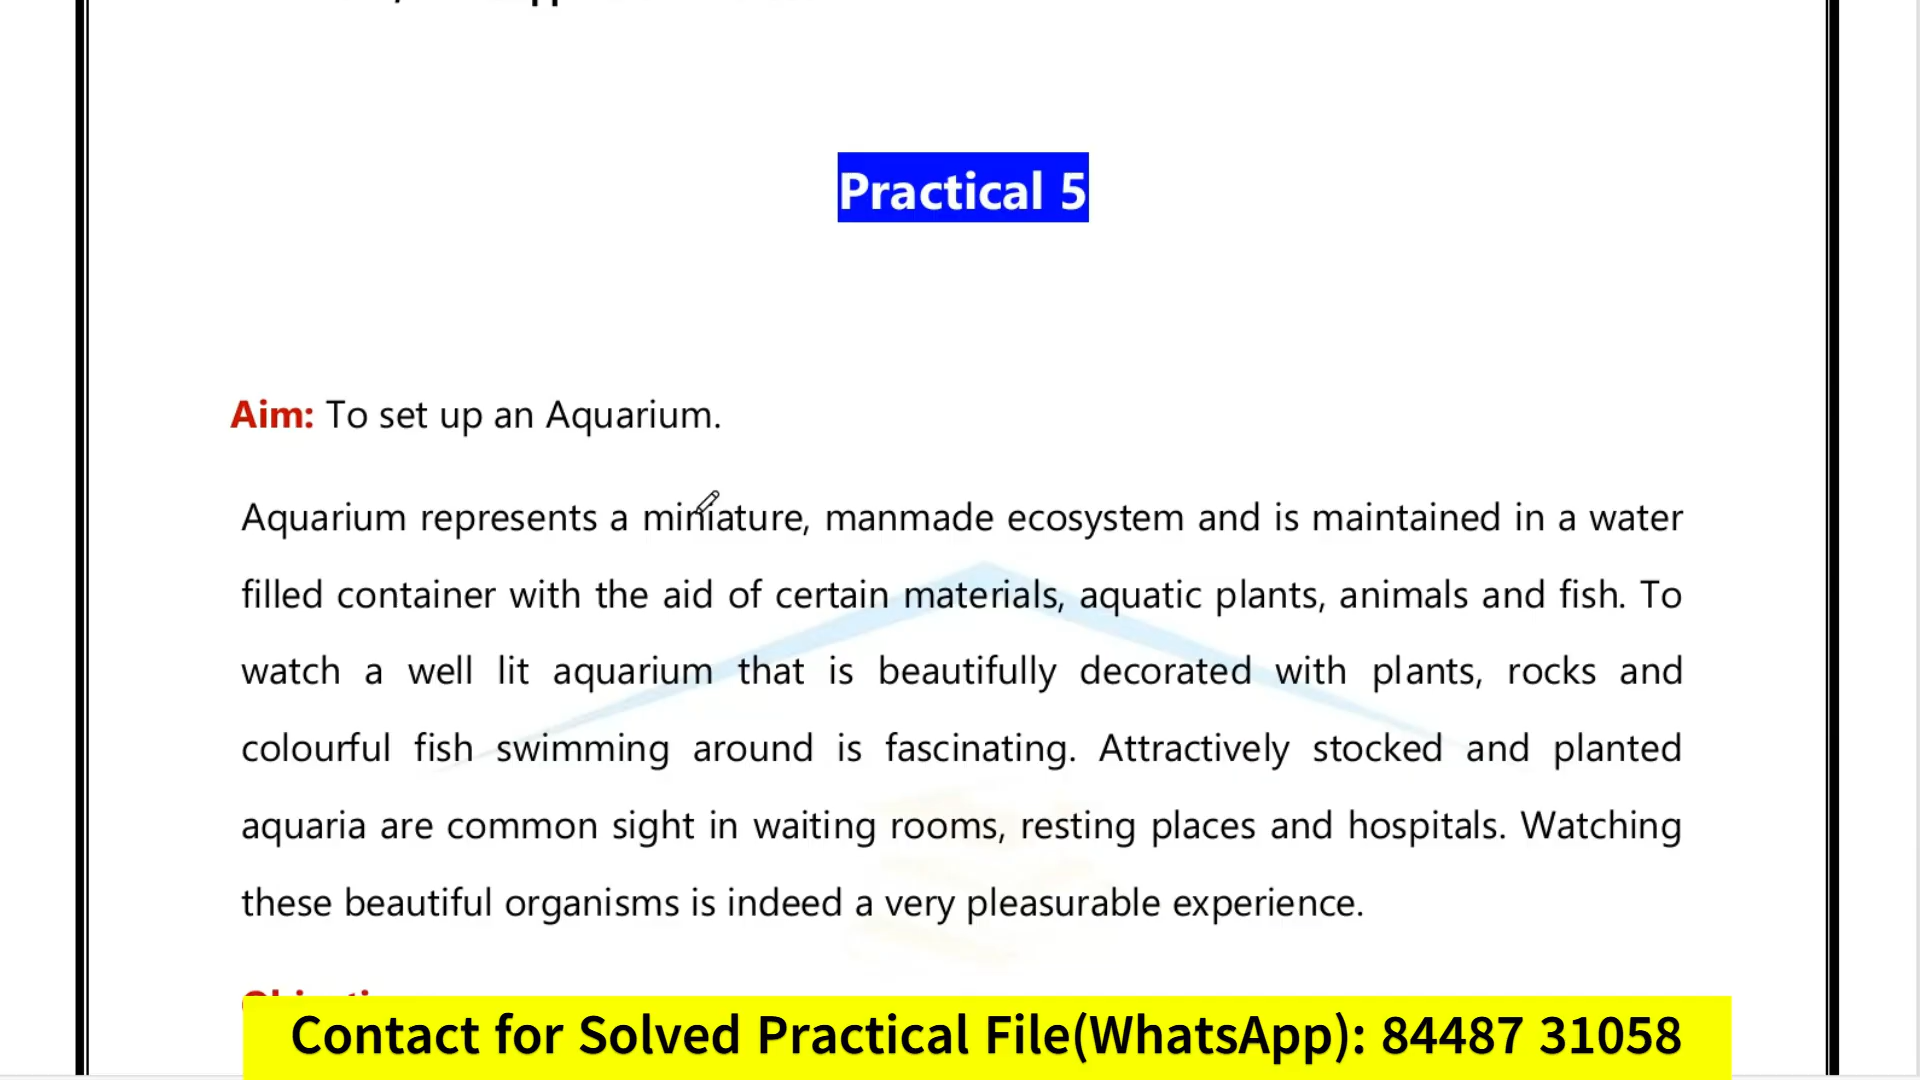 Practical 5
Aim: To set up an Aquarium.
Aquarium represents a miniature, manmade ecosystem and is maintained in a water
filled container with the aid of certain materials, aquatic plants, animals and fish. To
watch a well lit aquarium that is beautifully decorated with plants, rocks and
colourful fish swimming around is fascinating. Attractively stocked and planted
aquaria are common sight in waiting rooms, resting places and hospitals. Watching
these beautiful organisms is indeed a very pleasurable experience.
Contact for Solved Practical File(WhatsApp): 84487 31058